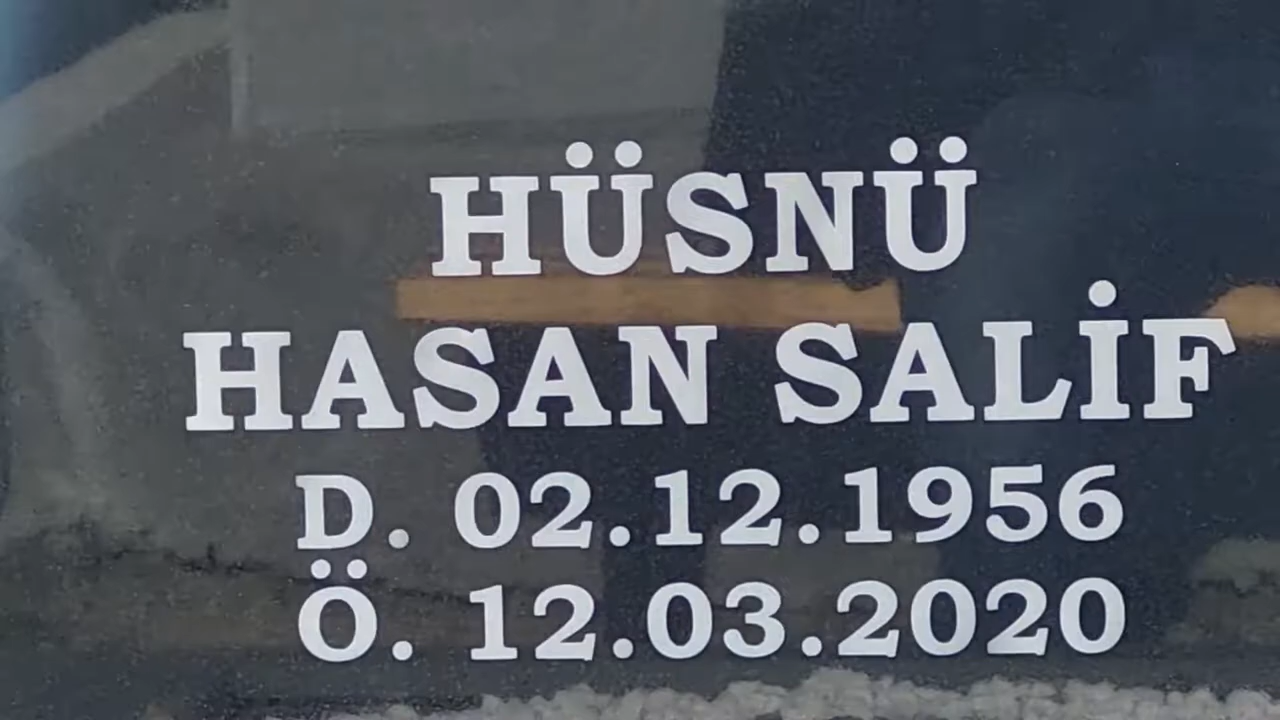 HÜSNÜ
HASAN SALİF
D. 02.12.1956
Ö. 12.03.2020